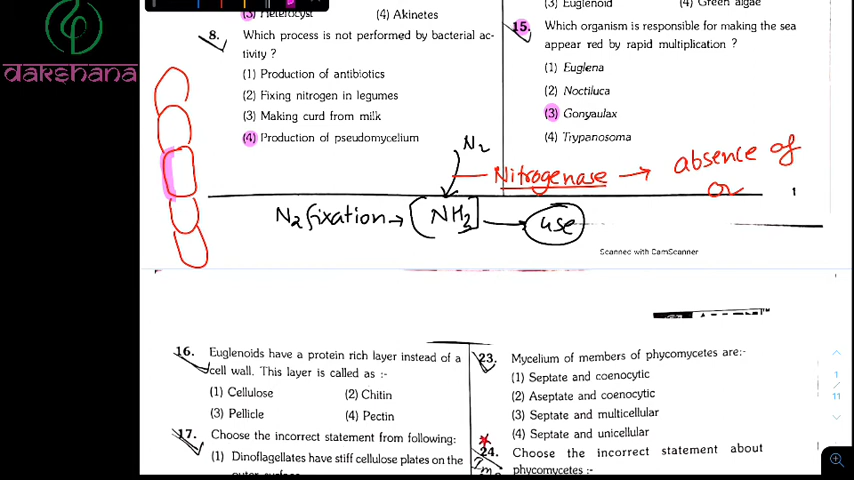 dakshana
(3) Heterocyst (4) Akinetes
8. Which process is not performed by bacterial ac-
tivity ?
(1) Production of antibiotics
(2) Fixing nitrogen in legumes
(3) Making curd from milk
(4) Production of pseudomycelium
(3) Euglenoid (4) Green algae
15. Which organism is responsible for making the sea
appear red by rapid multiplication ?
(1) Euglena
(2) Noctiluca
(3) Gonyaulax
(4) Trypanosoma
N2
Nitrogenase → absence of
1
N2 fixation → [NH2] → use
Scanned with CamScanner
16. Euglenoids have a protein rich layer instead of a
cell wall. This layer is called as :-
(1) Cellulose (2) Chitin
(3) Pellicle (4) Pectin
17. Choose the incorrect statement from following:
(1) Dinoflagellates have stiff cellulose plates on the
outer surface
23. Mycelium of members of phycomycetes are:-
(1) Septate and coenocytic
(2) Aseptate and coenocytic
(3) Septate and multicellular
(4) Septate and unicellular
24. Choose the incorrect statement about
phycomycetes :-
1
/
11